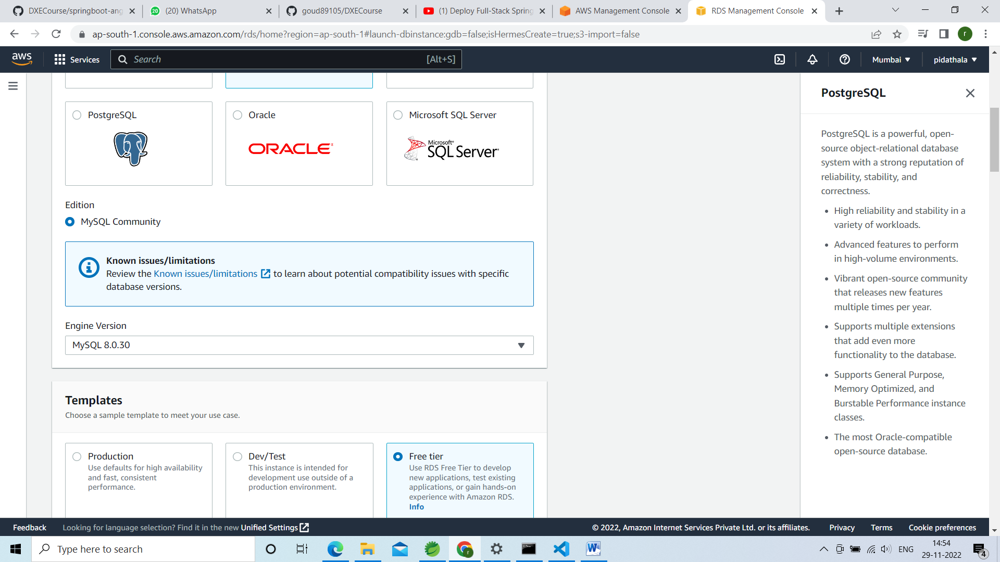 DXECourse/springboot-ang
(20) WhatsApp
goud89105/DXECourse
(1) Deploy Full-Stack Spring
AWS Management Console
RDS Management Console
ap-south-1.console.aws.amazon.com/rds/home?region=ap-south-1#launch-dbinstance:gdb=false;isHermesCreate=true;s3-import=false
r
aws
Services
Search
[Alt+S]
Mumbai
pidathala
PostgreSQL
Oracle
Microsoft SQL Server
ORACLE
Microsoft
SQL Server
Edition
MySQL Community
Known issues/limitations
Review the Known issues/limitations to learn about potential compatibility issues with specific
database versions.
Engine Version
MySQL 8.0.30
Templates
Choose a sample template to meet your use case.
Production
Use defaults for high availability
and fast, consistent
performance.
Dev/Test
This instance is intended for
development use outside of a
production environment.
Free tier
Use RDS Free Tier to develop
new applications, test existing
applications, or gain hands-on
experience with Amazon RDS.
Info
PostgreSQL
PostgreSQL is a powerful, open-
source object-relational database
system with a strong reputation of
reliability, stability, and
correctness.
High reliability and stability in a
variety of workloads.
Advanced features to perform
in high-volume environments.
Vibrant open-source community
that releases new features
multiple times per year.
Supports multiple extensions
that add even more
functionality to the database.
Supports General Purpose,
Memory Optimized, and
Burstable Performance instance
classes.
The most Oracle-compatible
open-source database.
Feedback
Looking for language selection? Find it in the new Unified Settings
© 2022, Amazon Internet Services Private Ltd. or its affiliates.
Privacy
Terms
Cookie preferences
Type here to search
ENG
14:54
29-11-2022
4